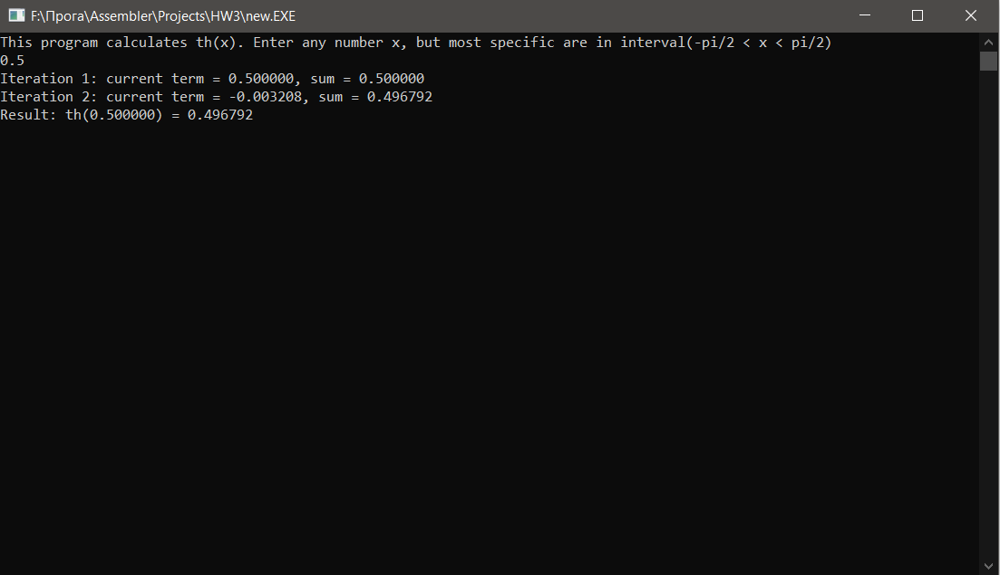 F:\Прога\Assembler\Projects\HW3\new.EXE
This program calculates th(x). Enter any number x, but most specific are in interval(-pi/2 < x < pi/2)
0.5
Iteration 1: current term = 0.500000, sum = 0.500000
Iteration 2: current term = -0.003208, sum = 0.496792
Result: th(0.500000) = 0.496792